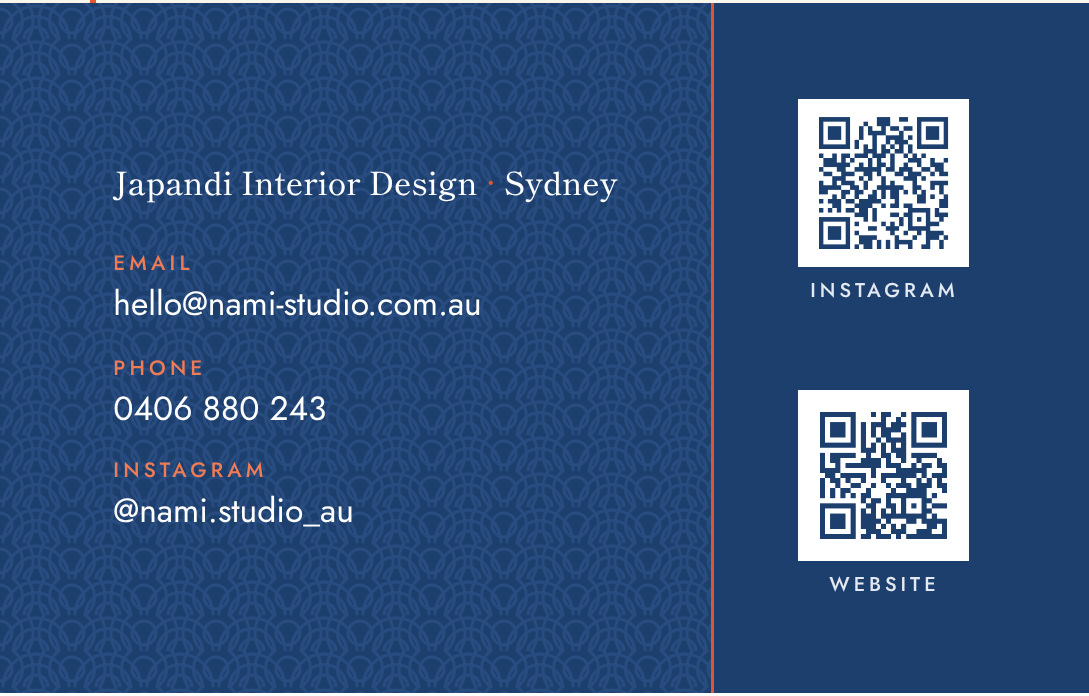 Japandi Interior Design · Sydney
EMAIL
hello@nami-studio.com.au
PHONE
0406 880 243
INSTAGRAM
@nami.studio_au
INSTAGRAM
WEBSITE